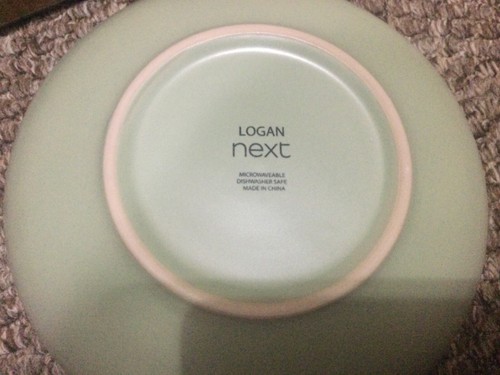 LOGAN
next
MICROWAVEABLE
DISHWASHER SAFE
MADE IN CHINA